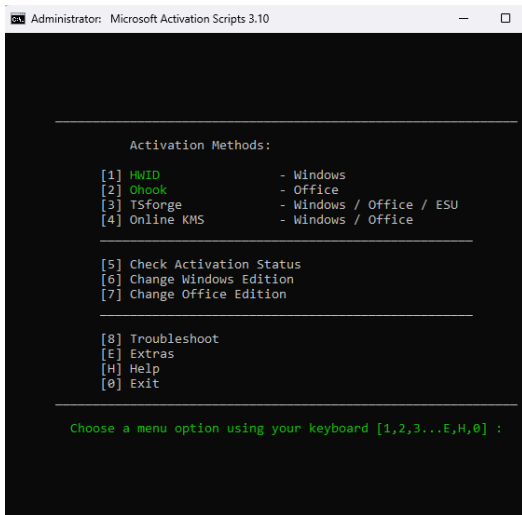 Administrator: Microsoft Activation Scripts 3.10
Activation Methods:
[1] HWID - Windows
[2] Ohook - Office
[3] TSforge - Windows / Office / ESU
[4] Online KMS - Windows / Office
[5] Check Activation Status
[6] Change Windows Edition
[7] Change Office Edition
[8] Troubleshoot
[E] Extras
[H] Help
[0] Exit
Choose a menu option using your keyboard [1,2,3...E,H,0] :